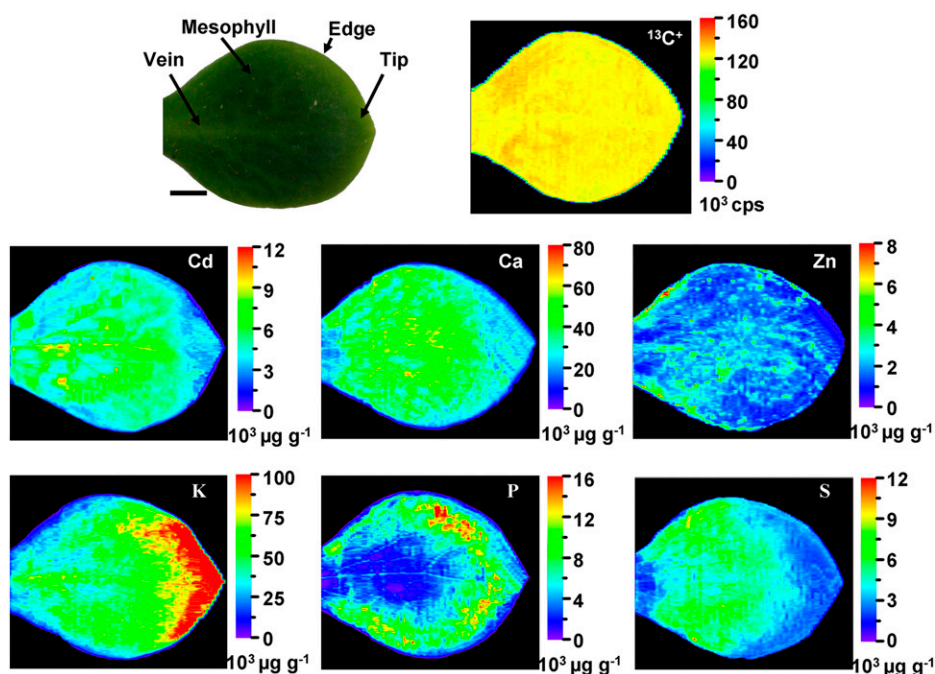 Mesophyll
Edge
Vein
Tip
¹³C⁺
160
120
80
40
0
10³ cps
Cd
12
9
6
3
0
10³ µg g⁻¹
Ca
80
60
40
20
0
10³ µg g⁻¹
Zn
8
6
4
2
0
10³ µg g⁻¹
K
100
75
50
25
0
10³ µg g⁻¹
P
16
12
8
4
0
10³ µg g⁻¹
S
12
9
6
3
0
10³ µg g⁻¹